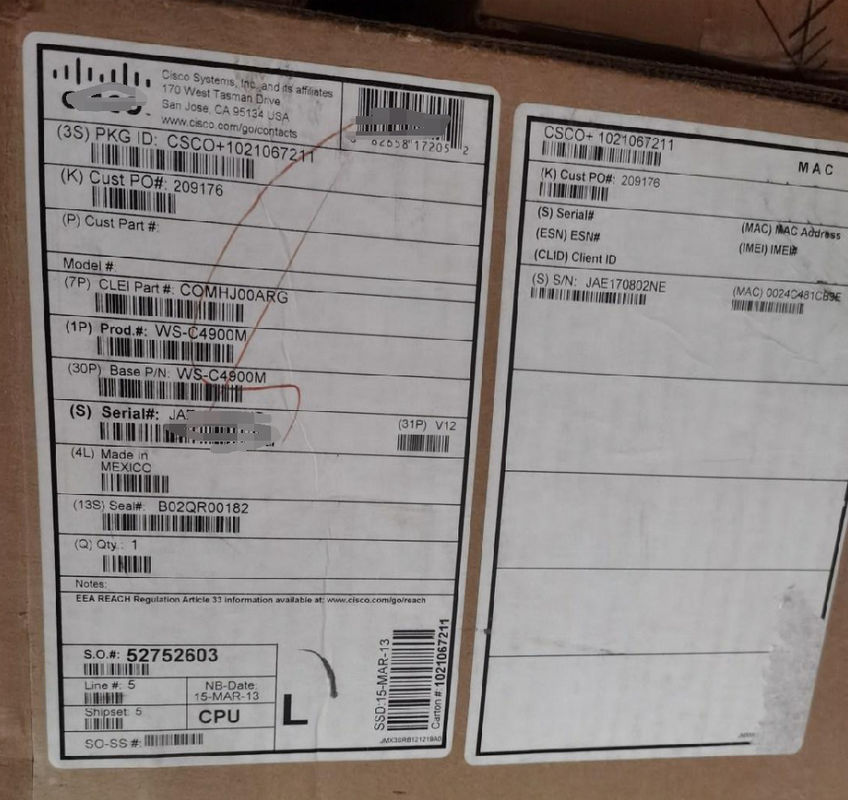 Cisco Systems, Inc. and its affiliates
170 West Tasman Drive
San Jose, CA 95134 USA
www.cisco.com/go/contacts
(3S) PKG ID: CSCO+1021067211
(K) Cust PO#: 209176
(P) Cust Part #:
Model #:
(7P) CLEI Part #: COMHJ00ARG
(1P) Prod.#: WS-C4900M
(30P) Base P/N: WS-C4900M
(S) Serial#:
(31P) V12
(4L) Made in
MEXICO
(13S) Seal#: B02QR00182
(Q) Qty.: 1
Notes:
EEA REACH Regulation Article 33 information available at: www.cisco.com/go/reach
S.O.#: 52752603
Line #: 5
NB-Date:
15-MAR-13
Shipset: 5
CPU
L
SO-SS #:
SSD:15-MAR-13
Carton #:1021067211
CSCO+ 1021067211
MAC
(K) Cust PO#: 209176
(S) Serial#
(MAC) MAC Address
(ESN) ESN#
(IMEI) IMEI#
(CLID) Client ID
(S) S/N: JAE170802NE
(MAC) 0024C481CB9E